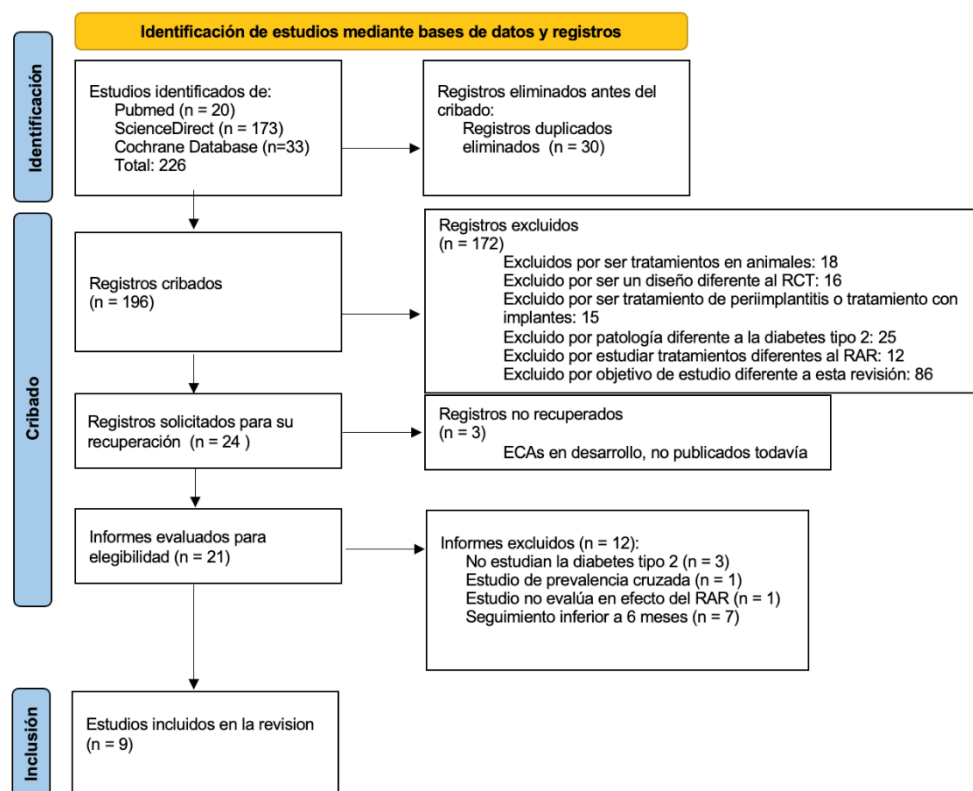 Identificación de estudios mediante bases de datos y registros
Identificación
Estudios identificados de:
Pubmed (n = 20)
ScienceDirect (n = 173)
Cochrane Database (n=33)
Total: 226
Registros eliminados antes del
cribado:
Registros duplicados
eliminados (n = 30)
Cribado
Registros cribados
(n = 196)
Registros excluidos
(n = 172)
Excluidos por ser tratamientos en animales: 18
Excluido por ser un diseño diferente al RCT: 16
Excluido por ser tratamiento de periimplantitis o tratamiento con
implantes: 15
Excluido por patología diferente a la diabetes tipo 2: 25
Excluido por estudiar tratamientos diferentes al RAR: 12
Excluido por objetivo de estudio diferente a esta revisión: 86
Registros solicitados para su
recuperación (n = 24 )
Registros no recuperados
(n = 3)
ECAs en desarrollo, no publicados todavía
Informes evaluados para
elegibilidad (n = 21)
Informes excluidos (n = 12):
No estudian la diabetes tipo 2 (n = 3)
Estudio de prevalencia cruzada (n = 1)
Estudio no evalúa en efecto del RAR (n = 1)
Seguimiento inferior a 6 meses (n = 7)
Inclusión
Estudios incluidos en la revision
(n = 9)